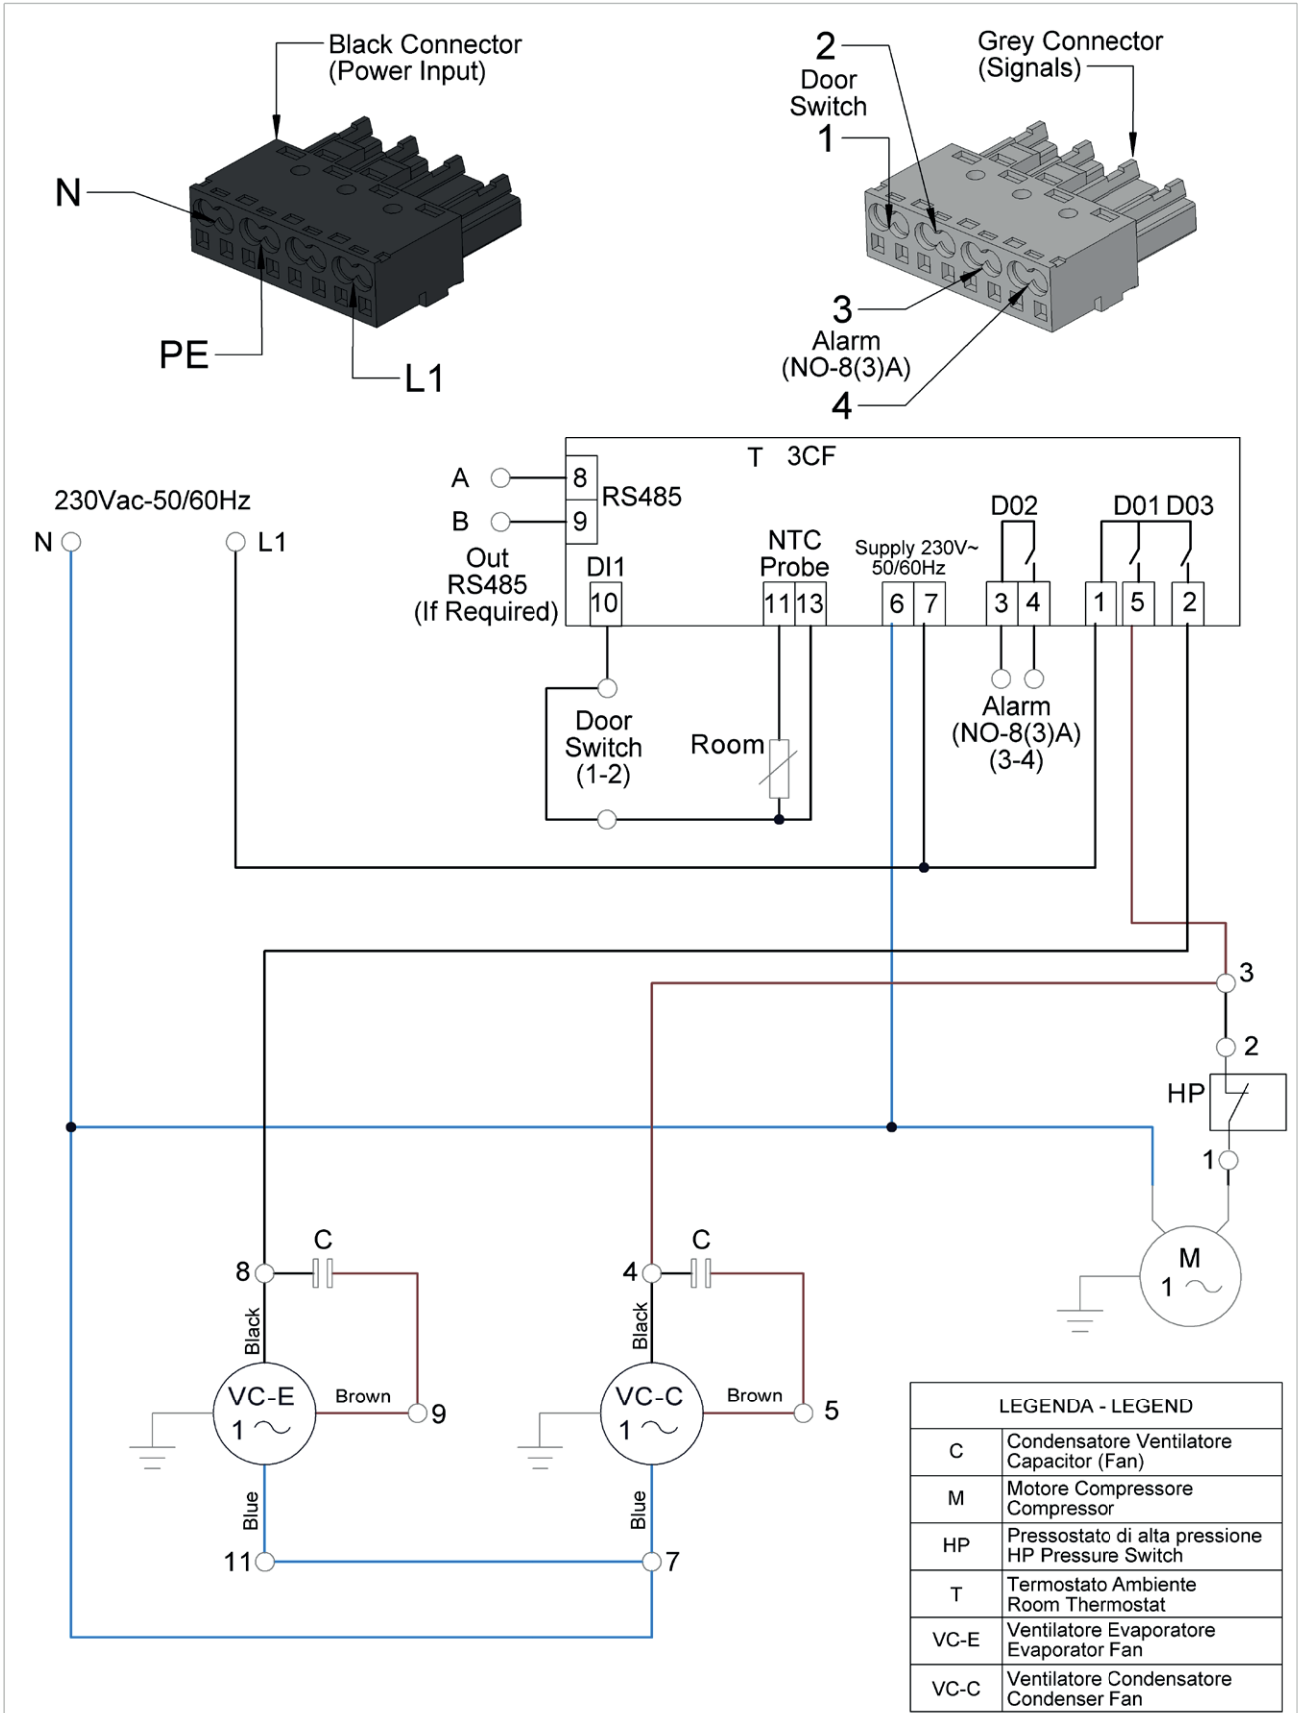 Black Connector
(Power Input)
N
PE
L1
2
Door
Switch
1
Grey Connector
(Signals)
3
Alarm
(NO-8(3)A)
4
230Vac-50/60Hz
N
L1
T 3CF
A
8
RS485
B
9
Out
RS485
(If Required)
DI1
10
NTC
Probe
11
13
Supply 230V~
50/60Hz
6
7
D02
3
4
D01
D03
1
5
2
Door
Switch
(1-2)
Room
Alarm
(NO-8(3)A)
(3-4)
3
2
HP
1
M
1
8
C
Black
VC-E
1
Brown
9
Blue
11
4
C
Black
VC-C
1
Brown
5
Blue
7
LEGENDA - LEGEND
C
Condensatore Ventilatore
Capacitor (Fan)
M
Motore Compressore
Compressor
HP
Pressostato di alta pressione
HP Pressure Switch
T
Termostato Ambiente
Room Thermostat
VC-E
Ventilatore Evaporatore
Evaporator Fan
VC-C
Ventilatore Condensatore
Condenser Fan